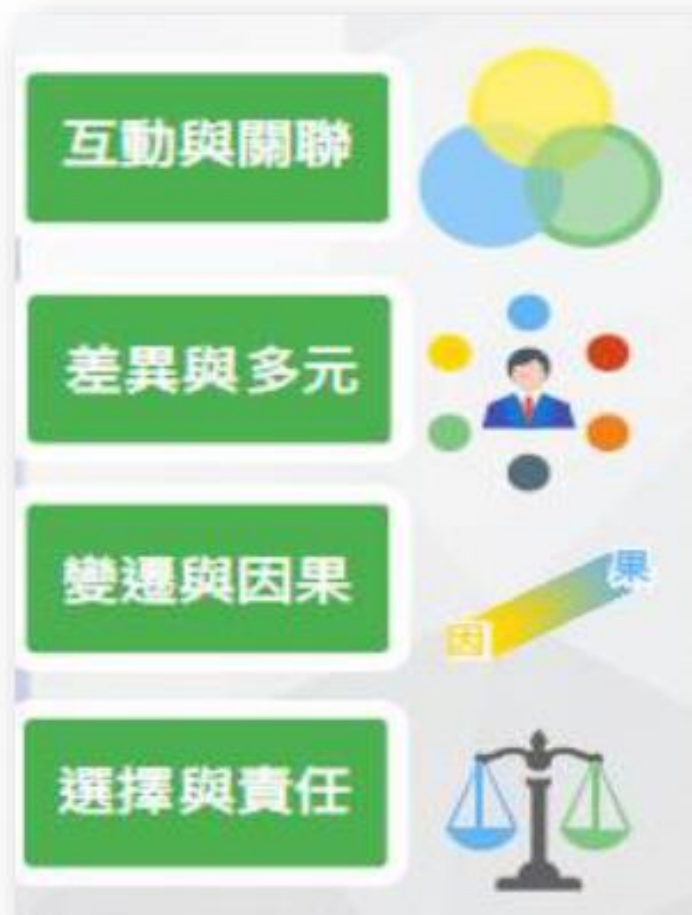 互動與關聯
差異與多元
變遷與因果
果
因
選擇與責任